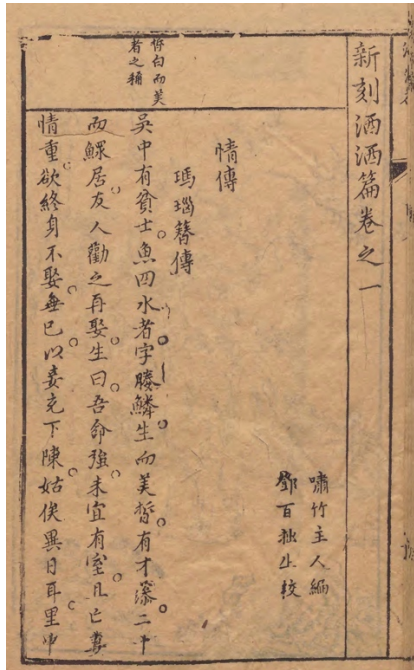 新刻洒洒篇卷之一
嘯竹主人編
鄧百拙生校
情傳
瑪瑙簪傳
吳中有貧士魚四水者字騰鱗生而美皙有才藻二十
而鰥居友人勸之再娶生曰吾命強未宜有室且亡妻
情重欲終身不娶無已以妾充下陳姑俟異日耳里中
皙白而美
者之稱